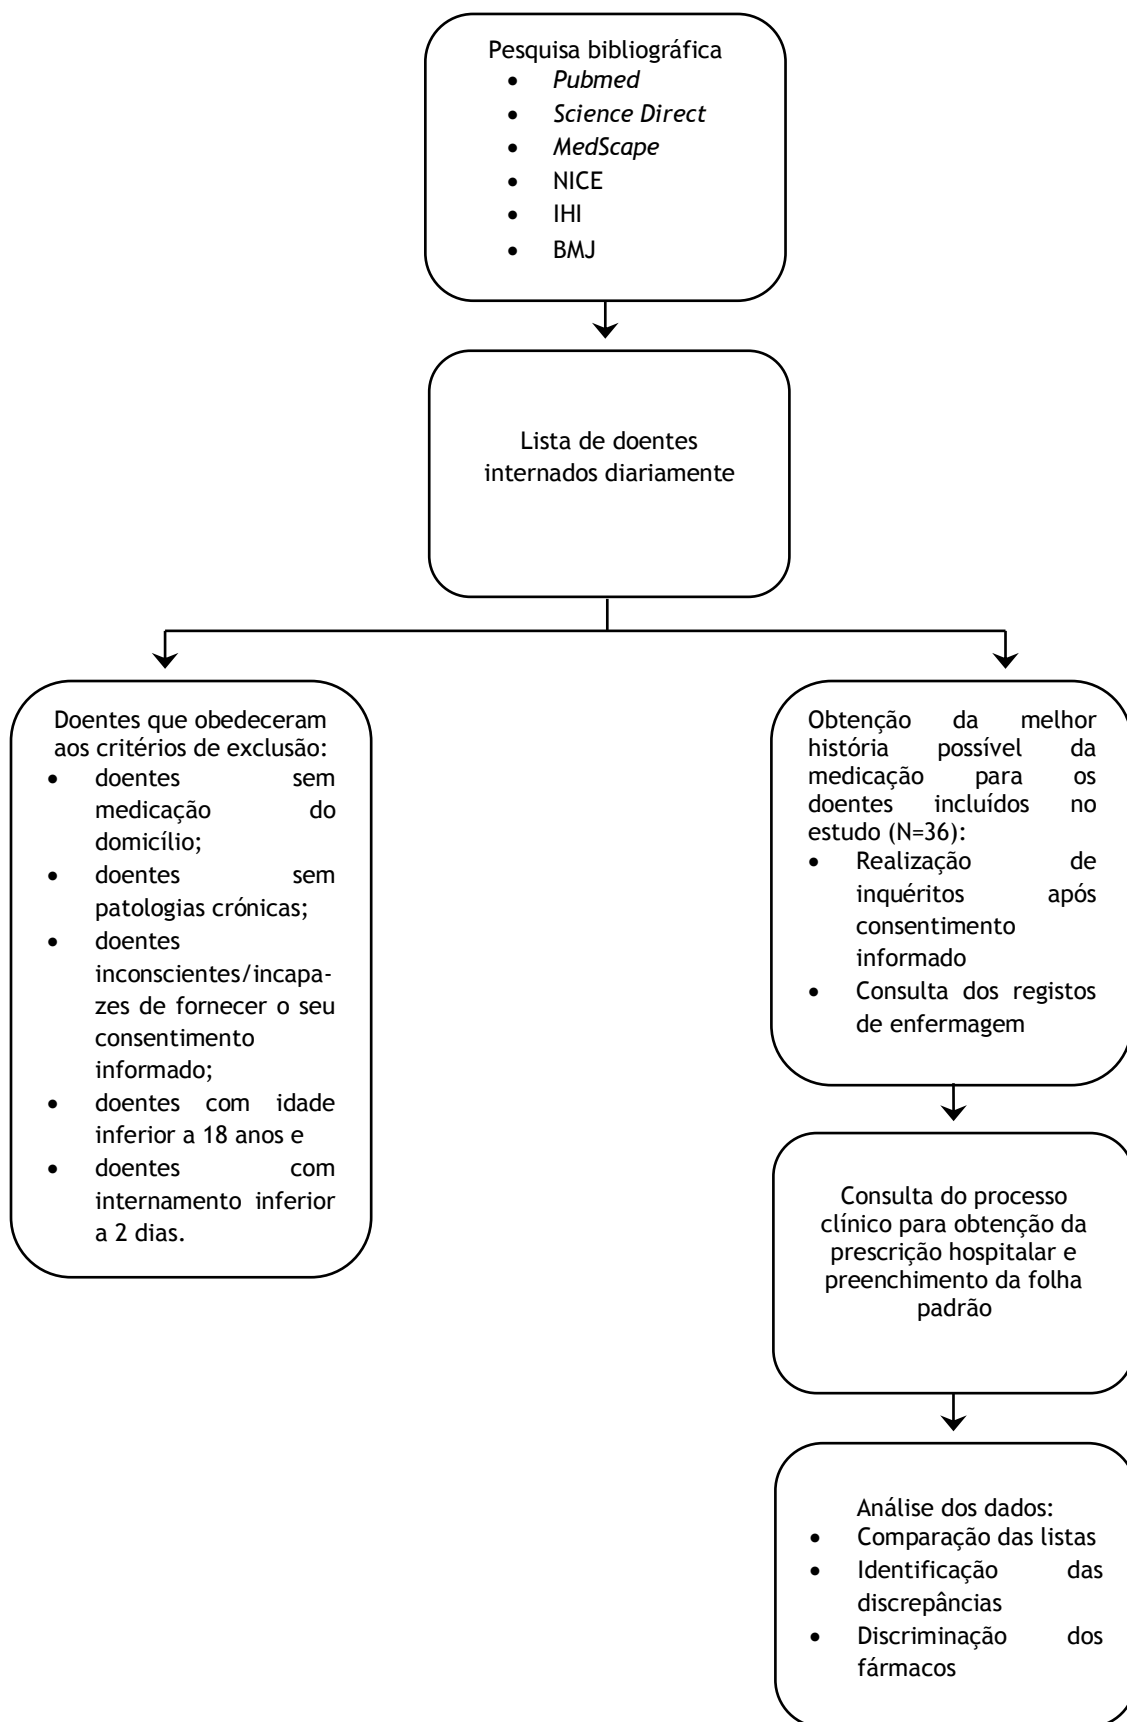 Pesquisa bibliográfica
• Pubmed
• Science Direct
• MedScape
• NICE
• IHI
• BMJ
Lista de doentes
internados diariamente
Doentes que obedeceram
aos critérios de exclusão:
• doentes sem
medicação do
domicílio;
• doentes sem
patologias crónicas;
• doentes
inconscientes/incapa-
zes de fornecer o seu
consentimento
informado;
• doentes com idade
inferior a 18 anos e
• doentes com
internamento inferior
a 2 dias.
Obtenção da melhor
história possível da
medicação para os
doentes incluídos no
estudo (N=36):
• Realização de
inquéritos após
consentimento
informado
• Consulta dos registos
de enfermagem
Consulta do processo
clínico para obtenção da
prescrição hospitalar e
preenchimento da folha
padrão
Análise dos dados:
• Comparação das listas
• Identificação das
discrepâncias
• Discriminação dos
fármacos